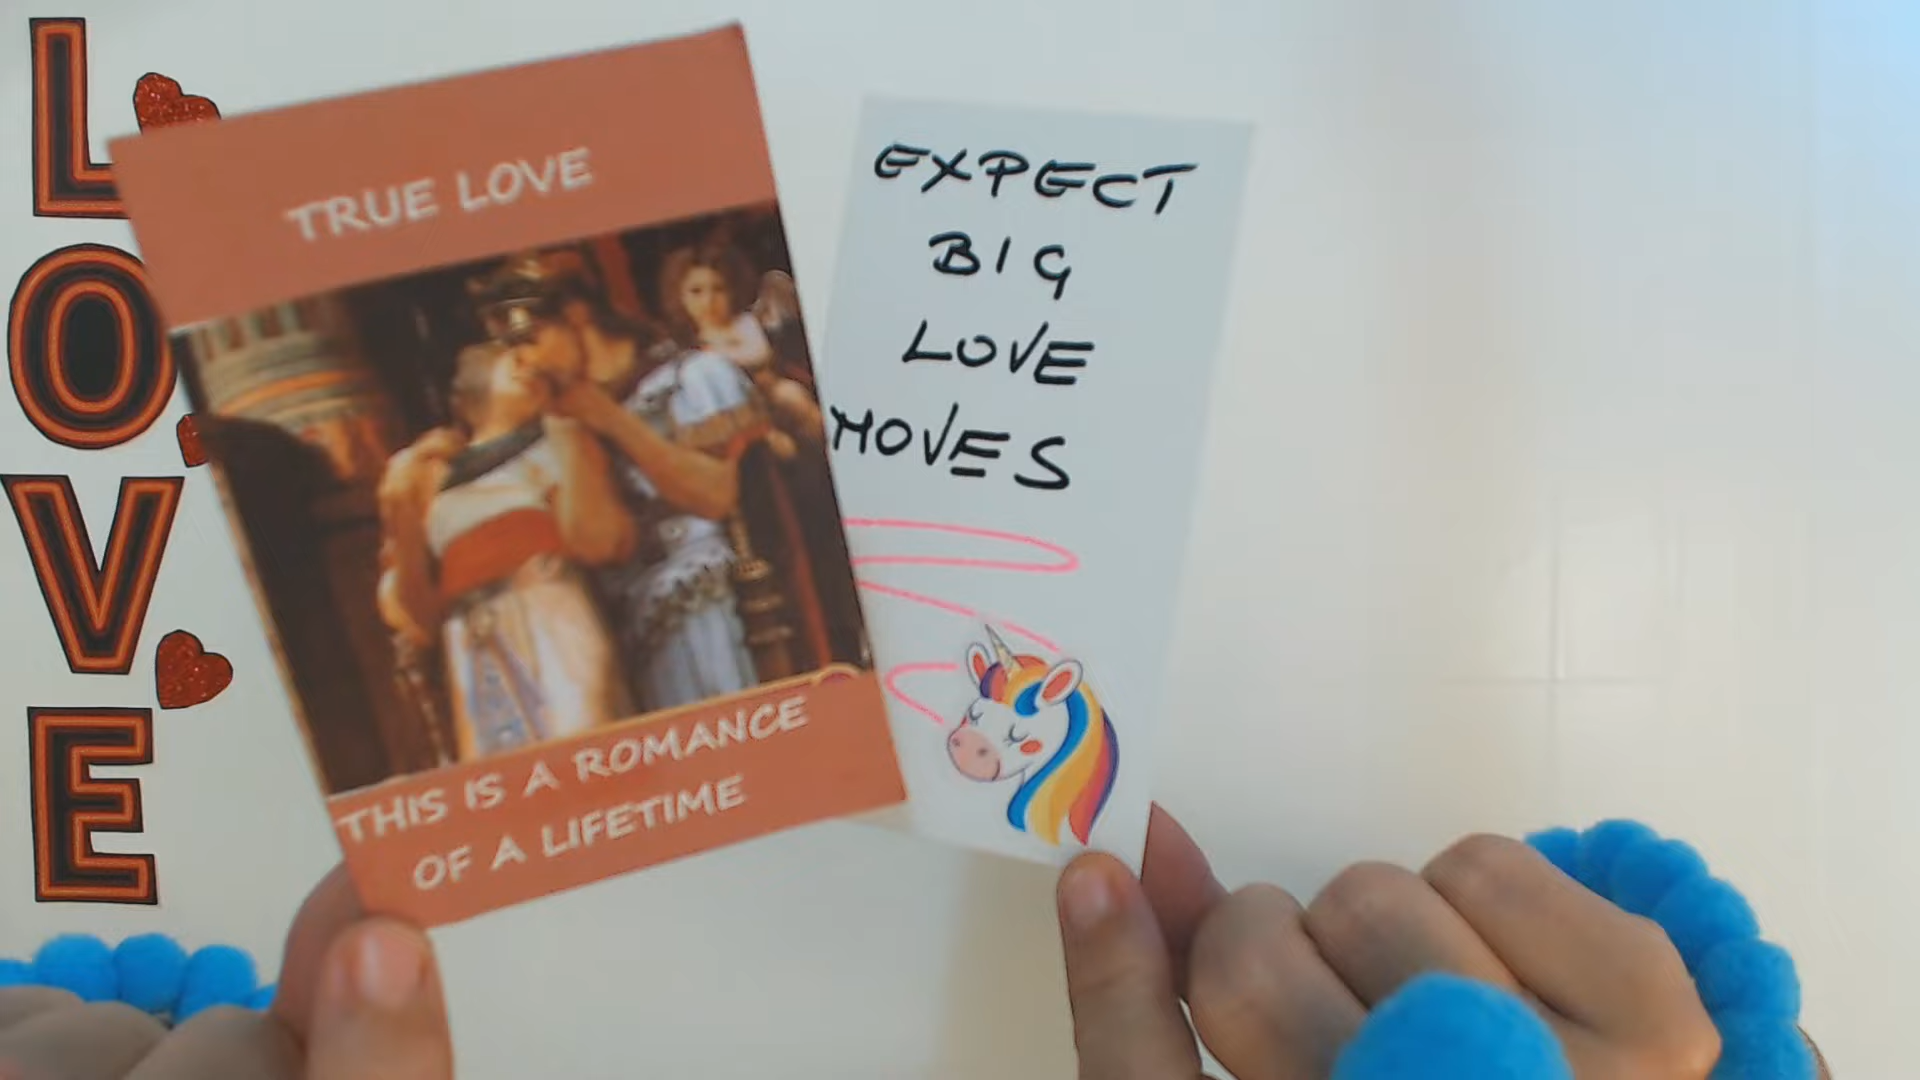 LOVE
TRUE LOVE
THIS IS A ROMANCE
OF A LIFETIME
EXPECT
BIG
LOVE
MOVES